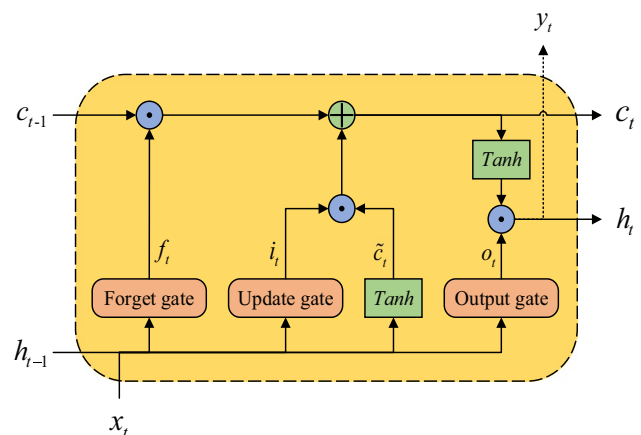 y_t
c_{t-1}
c_t
Tanh
h_t
f_t
i_t
c̃_t
o_t
Forget gate
Update gate
Tanh
Output gate
h_{t-1}
x_t